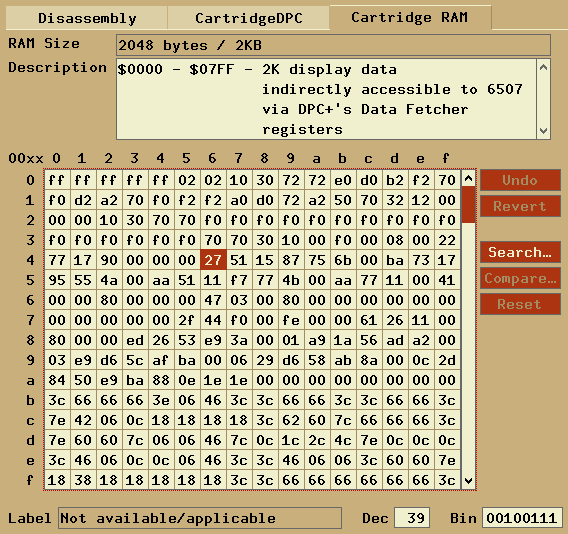 Disassembly CartridgeDPC Cartridge RAM
RAM Size 2048 bytes / 2KB
Description $0000 - $07FF - 2K display data
indirectly accessible to 6507
via DPC+'s Data Fetcher
registers
00xx 0 1 2 3 4 5 6 7 8 9 a b c d e f
0 ff ff ff ff ff 02 02 10 30 72 72 e0 d0 b2 f2 70 Undo
1 f0 d2 a2 70 f0 f2 f2 a0 d0 72 a2 50 70 32 12 00 Revert
2 00 00 10 30 70 70 f0 f0 f0 f0 f0 f0 f0 f0 f0 f0
3 f0 f0 f0 f0 f0 f0 70 70 30 10 00 f0 00 08 00 22
4 77 17 90 00 00 00 27 51 15 87 75 6b 00 ba 73 17 Search…
5 95 55 4a 00 aa 51 11 f7 77 4b 00 aa 77 11 00 41 Compare…
6 00 00 80 00 00 00 47 03 00 80 00 00 00 00 00 00 Reset
7 00 00 00 00 00 2f 44 f0 00 fe 00 00 61 26 11 00
8 80 00 00 ed 26 53 e9 3a 00 01 a9 1a 56 ad a2 00
9 03 e9 d6 5c af ba 00 06 29 d6 58 ab 8a 00 0c 2d
a 84 50 e9 ba 88 0e 1e 1e 00 00 00 00 00 00 00 00
b 3c 66 66 66 3e 06 46 3c 3c 66 66 3c 3c 66 66 3c
c 7e 42 06 0c 18 18 18 18 3c 62 60 7c 66 66 66 3c
d 7e 60 60 7c 06 06 46 7c 0c 1c 2c 4c 7e 0c 0c 0c
e 3c 46 06 0c 0c 06 46 3c 3c 46 06 06 3c 60 60 7e
f 18 38 18 18 18 18 18 3c 3c 66 66 66 66 66 66 3c
Label Not available/applicable Dec 39 Bin 00100111